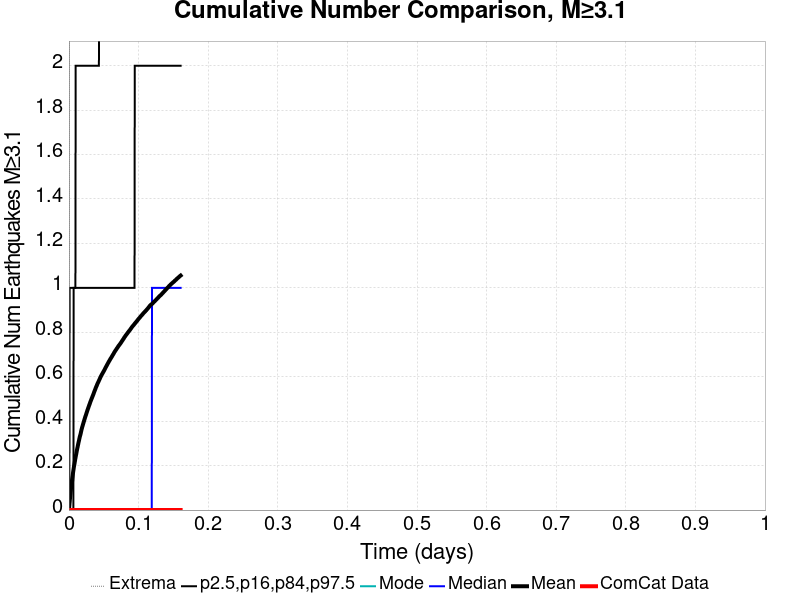 Cumulative Number Comparison, M≥3.1
Cumulative Num Earthquakes M≥3.1
2
1.8
1.6
1.4
1.2
1
0.8
0.6
0.4
0.2
0
0 0.1 0.2 0.3 0.4 0.5 0.6 0.7 0.8 0.9 1
Time (days)
Extrema p2.5,p16,p84,p97.5 Mode Median Mean ComCat Data